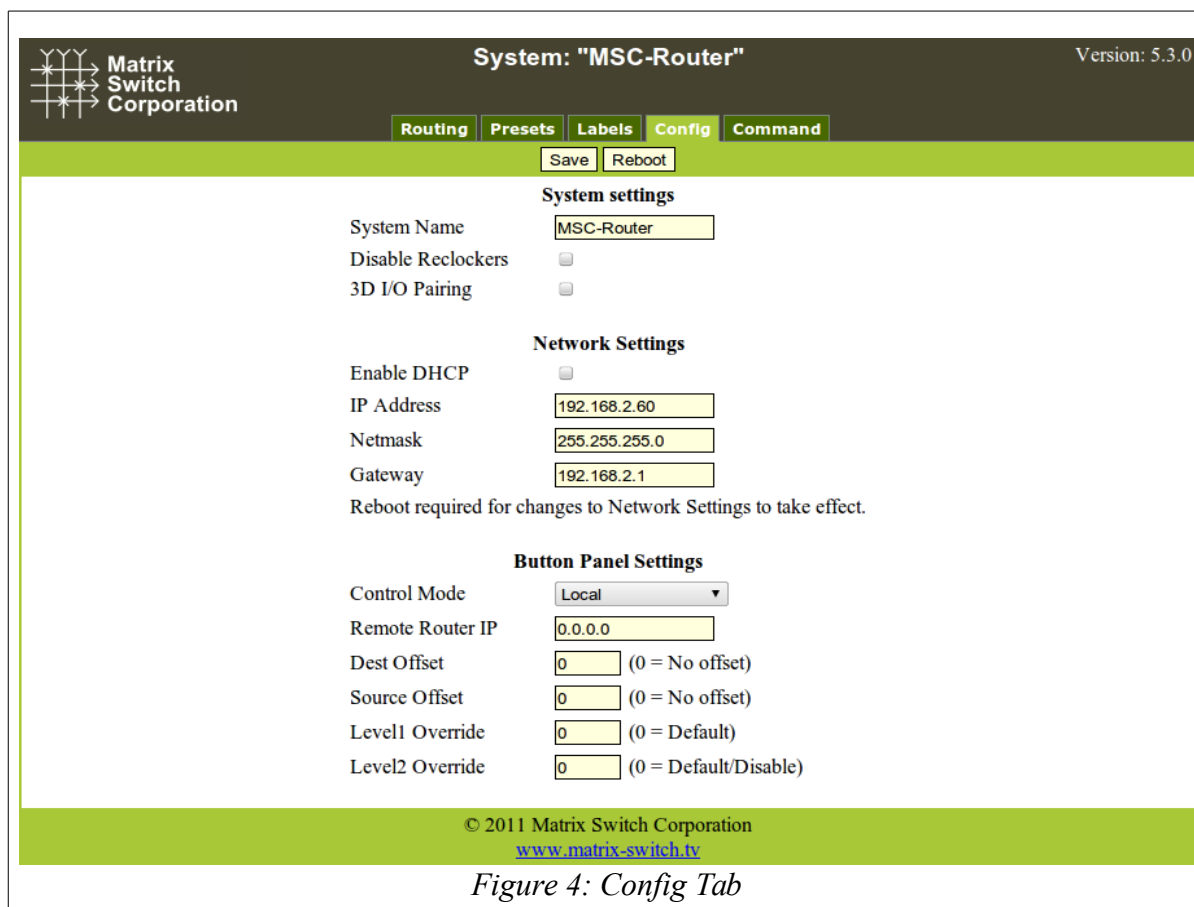 Matrix
Switch
Corporation
System: "MSC-Router"
Version: 5.3.0
Routing Presets Labels Config Command
Save Reboot
System settings
System Name MSC-Router
Disable Reclockers
3D I/O Pairing
Network Settings
Enable DHCP
IP Address 192.168.2.60
Netmask 255.255.255.0
Gateway 192.168.2.1
Reboot required for changes to Network Settings to take effect.
Button Panel Settings
Control Mode Local
Remote Router IP 0.0.0.0
Dest Offset 0 (0 = No offset)
Source Offset 0 (0 = No offset)
Level1 Override 0 (0 = Default)
Level2 Override 0 (0 = Default/Disable)
© 2011 Matrix Switch Corporation
www.matrix-switch.tv
Figure 4: Config Tab